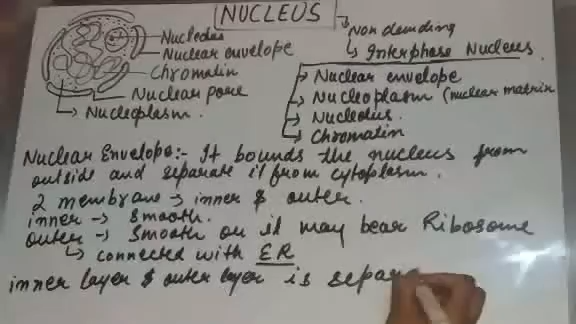 NUCLEUS
Non dividing
Interphase Nucleus
Nucleolus
Nuclear envelope
Chromatin
Nuclear pore
Nucleoplasm.
Nuclear envelope
Nucleoplasm (nuclear matrix
Nucleolus.
Chromatin
Nuclear Envelope:- It bounds the nucleus from
outside and separate it from cytoplasm.
2 membrane → inner & outer.
inner → smooth.
outer → Smooth or it may bear Ribosome
↳ connected with ER
inner layer & outer layer is separa